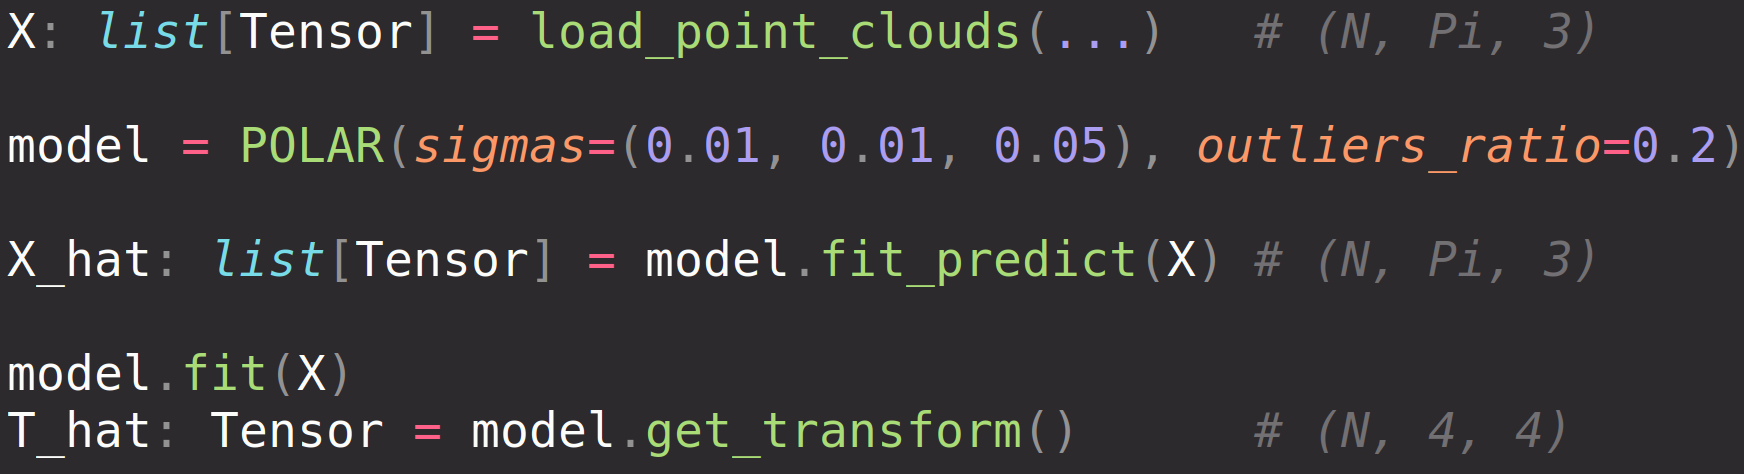 X: list[Tensor] = load_point_clouds(...)   # (N, Pi, 3)
model = POLAR(sigmas=(0.01, 0.01, 0.05), outliers_ratio=0.2)
X_hat: list[Tensor] = model.fit_predict(X) # (N, Pi, 3)
model.fit(X)
T_hat: Tensor = model.get_transform()      # (N, 4, 4)